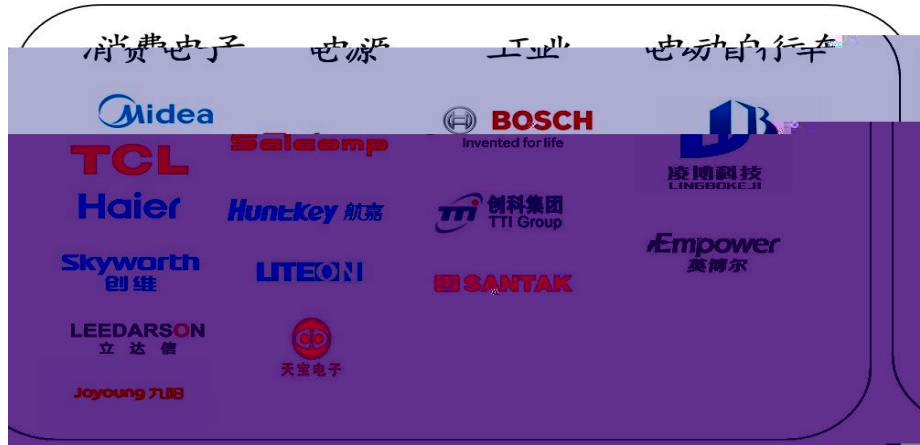 消费电子
电源
工业
电动自行车
Midea
TCL
Haier
Skyworth
创维
LEEDARSON
立达信
Joyoung 九阳
Salcomp
Huntkey 航嘉
LITEON
天宝电子
BOSCH
Invented for life
创科集团
TTI Group
SANTAK
凌博科技
LINGBOKEJI
Empower
英博尔